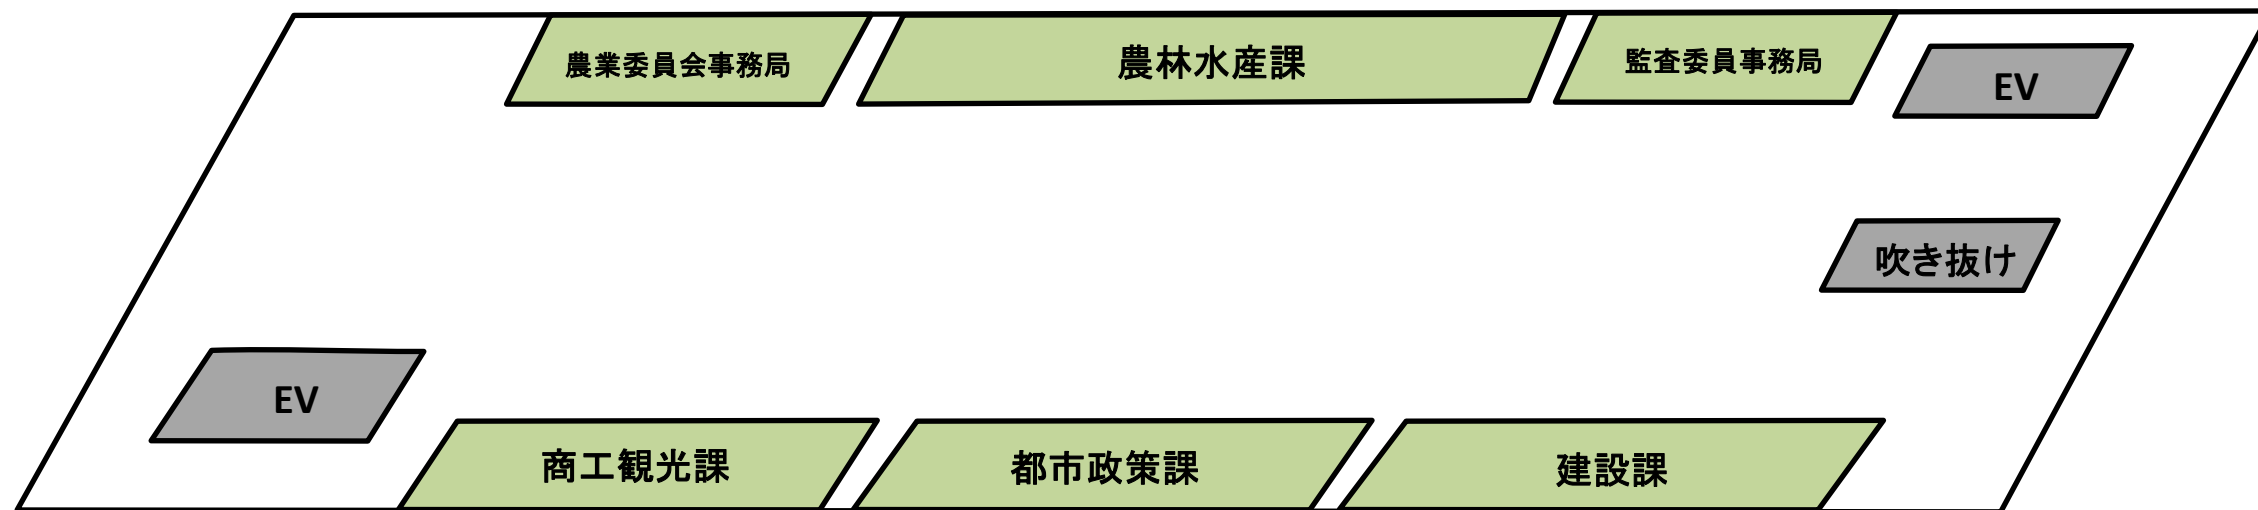 農業委員会事務局
農林水産課
監査委員事務局
EV
吹き抜け
EV
商工観光課
都市政策課
建設課